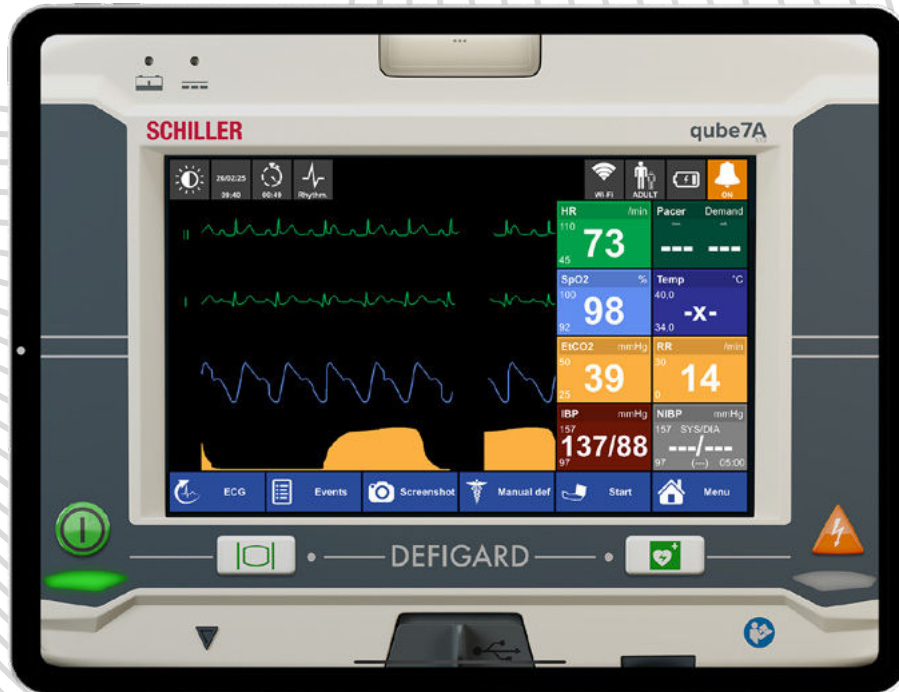 SCHILLER
qube7A
26/02:25
09:40
00:49
Rhythm.
Wi-Fi
ADULT
ON
II
I
HR /min
110
73
45
Pacer Demand
--- ---
SpO2 %
100
98
92
Temp °C
40,0
-x-
34,0
EtCO2 mmHg
50
39
25
RR /min
30
14
0
IBP mmHg
157
137/88
97
NIBP mmHg
157 SYS/DIA
---/---
97 (---) 05:00
ECG
Events
Screenshot
Manual def
Start
Menu
DEFIGARD